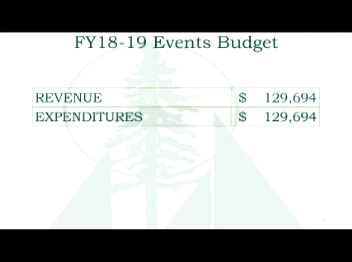 FY18-19 Events Budget
REVENUE $ 129,694
EXPENDITURES $ 129,694